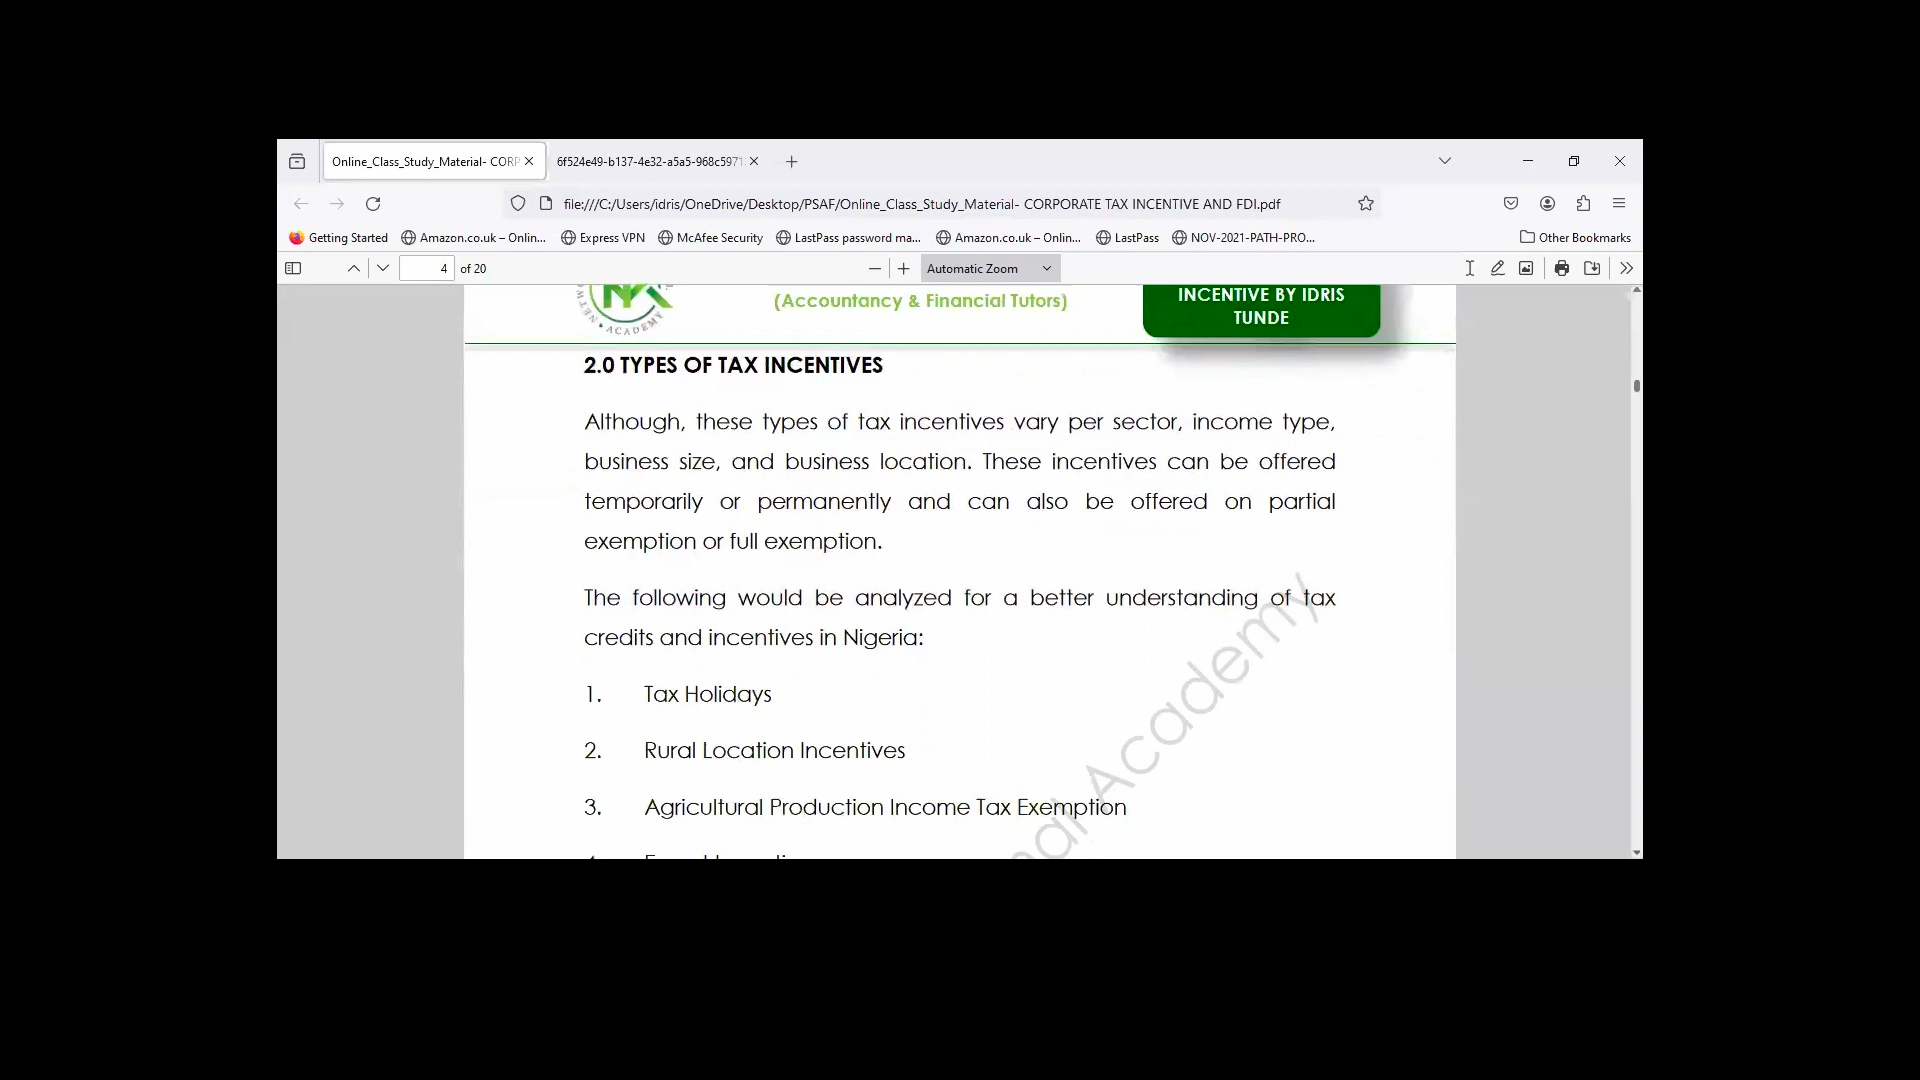 Online_Class_Study_Material- CORP
6f524e49-b137-4e32-a5a5-968c5971
file:///C:/Users/idris/OneDrive/Desktop/PSAF/Online_Class_Study_Material- CORPORATE TAX INCENTIVE AND FDI.pdf
Getting Started
Amazon.co.uk – Onlin...
Express VPN
McAfee Security
LastPass password ma...
Amazon.co.uk – Onlin...
LastPass
NOV-2021-PATH-PRO...
Other Bookmarks
4 of 20
Automatic Zoom
ACADEMY
(Accountancy & Financial Tutors)
INCENTIVE BY IDRIS
TUNDE
2.0 TYPES OF TAX INCENTIVES
Although, these types of tax incentives vary per sector, income type,
business size, and business location. These incentives can be offered
temporarily or permanently and can also be offered on partial
exemption or full exemption.
The following would be analyzed for a better understanding of tax
credits and incentives in Nigeria:
1. Tax Holidays
2. Rural Location Incentives
3. Agricultural Production Income Tax Exemption
Academy